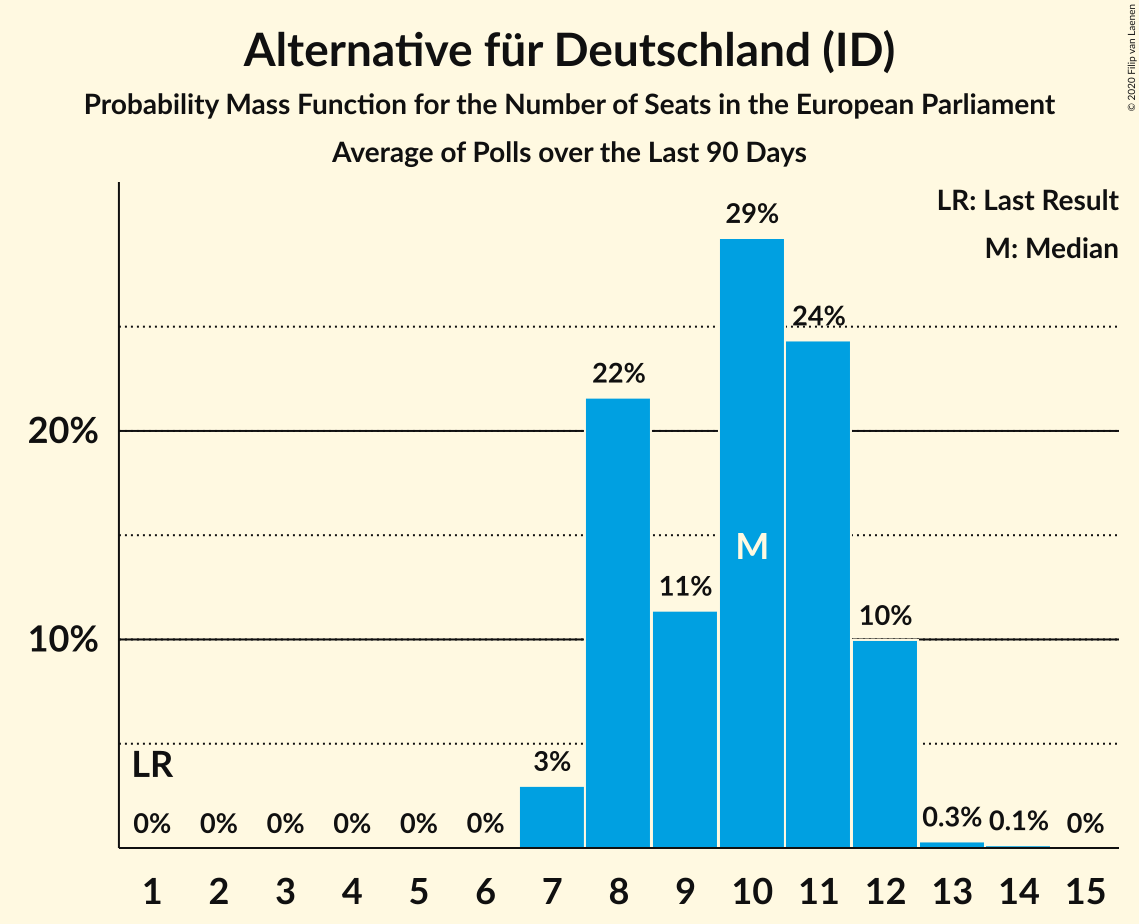 Alternative für Deutschland (ID)
Probability Mass Function for the Number of Seats in the European Parliament
Average of Polls over the Last 90 Days
© 2020 Filip van Laenen
LR: Last Result
M: Median
29%
24%
22%
20%
M
11%
10%
10%
LR
3%
0% 0% 0% 0% 0% 0% 0.3% 0.1% 0%
1 2 3 4 5 6 7 8 9 10 11 12 13 14 15